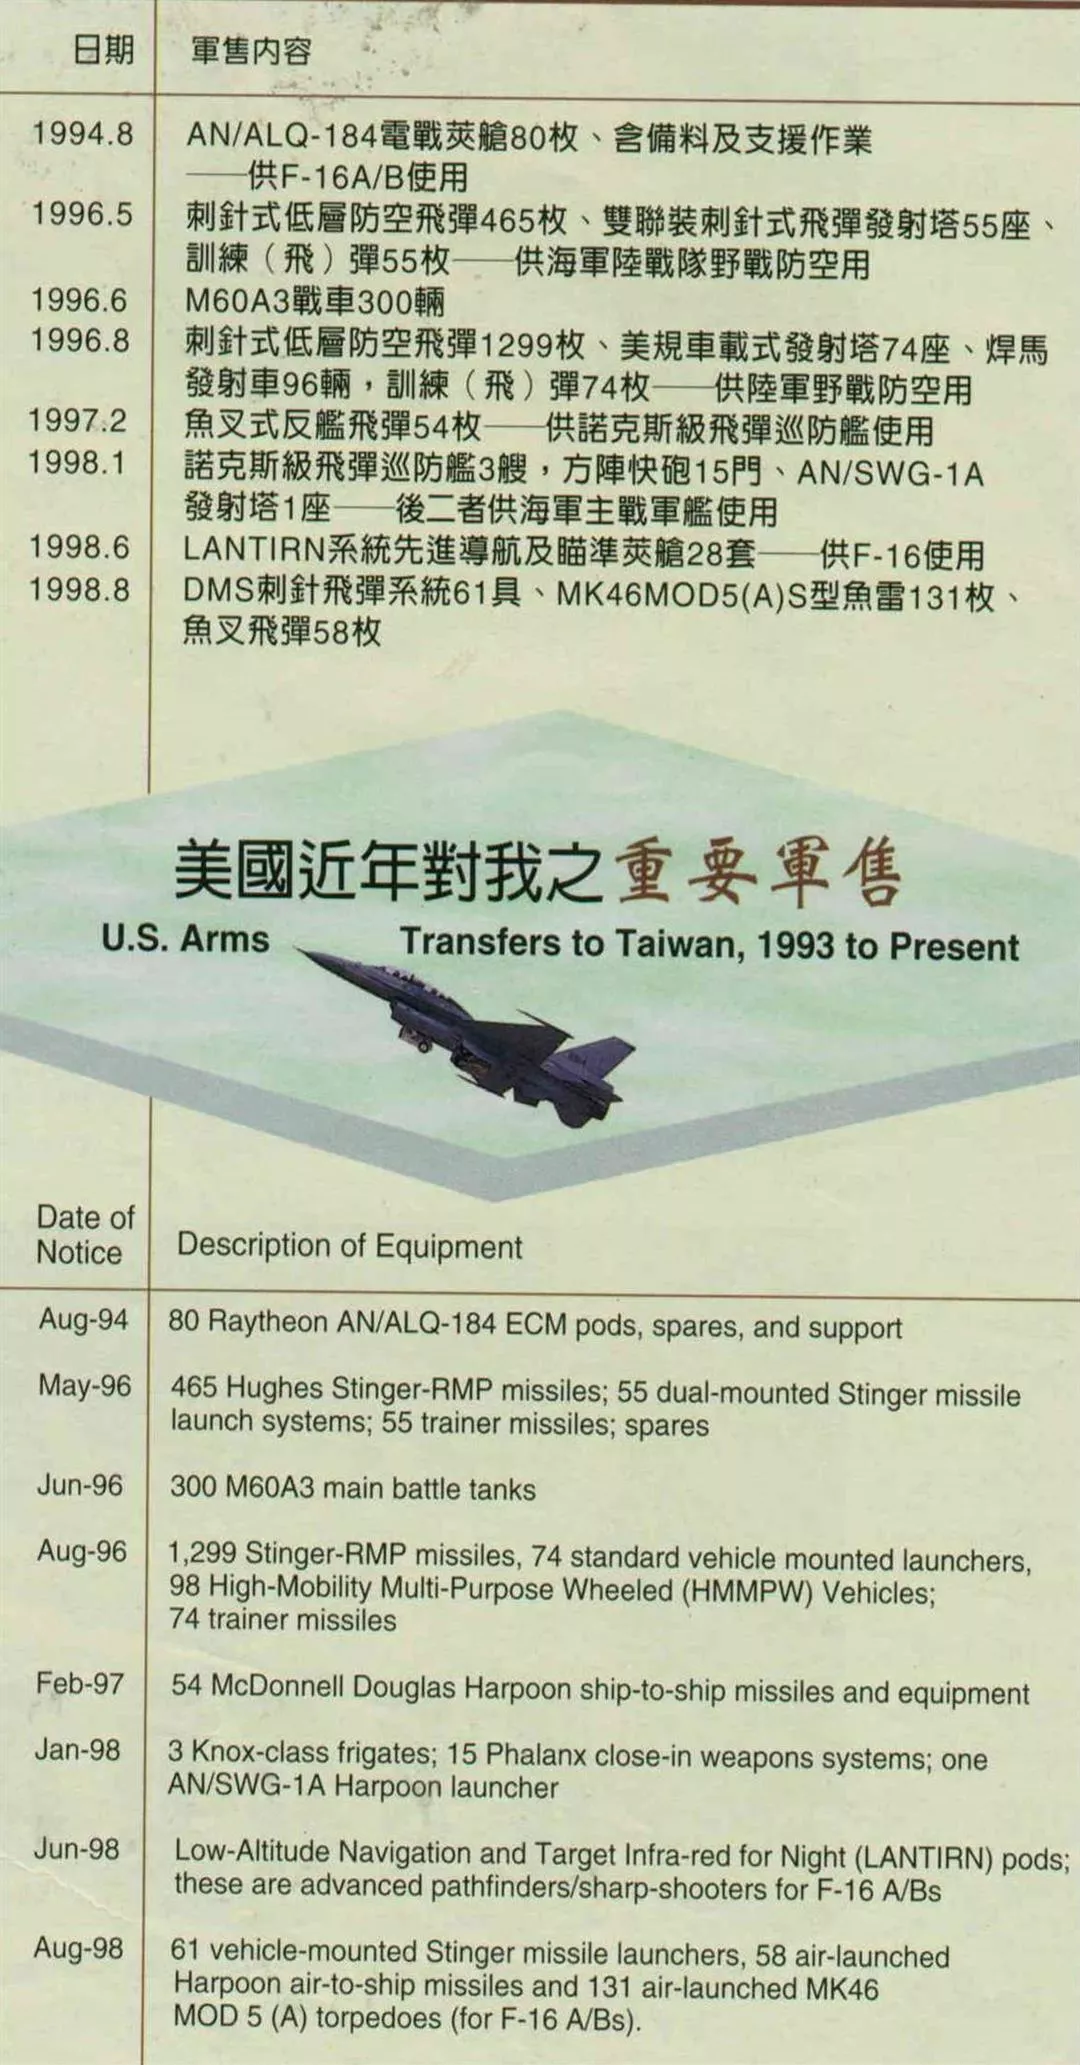 日期 軍售内容
1994.8 AN/ALQ-184電戰莢艙80枚、含備料及支援作業
——供F-16A/B使用
1996.5 刺針式低層防空飛彈465枚、雙聯裝刺針式飛彈發射塔55座、
訓練（飛）彈55枚——供海軍陸戰隊野戰防空用
1996.6 M60A3戰車300輛
1996.8 刺針式低層防空飛彈1299枚、美規車載式發射塔74座、焊馬
發射車96輛，訓練（飛）彈74枚——供陸軍野戰防空用
1997.2 魚叉式反艦飛彈54枚——供諾克斯級飛彈巡防艦使用
1998.1 諾克斯級飛彈巡防艦3艘，方陣快砲15門、AN/SWG-1A
發射塔1座——後二者供海軍主戰軍艦使用
1998.6 LANTIRN系統先進導航及瞄準莢艙28套——供F-16使用
1998.8 DMS刺針飛彈系統61具、MK46MOD5(A)S型魚雷131枚、
魚叉飛彈58枚
美國近年對我之重要軍售
U.S. Arms Transfers to Taiwan, 1993 to Present
Date of
Notice Description of Equipment
Aug-94 80 Raytheon AN/ALQ-184 ECM pods, spares, and support
May-96 465 Hughes Stinger-RMP missiles; 55 dual-mounted Stinger missile
launch systems; 55 trainer missiles; spares
Jun-96 300 M60A3 main battle tanks
Aug-96 1,299 Stinger-RMP missiles, 74 standard vehicle mounted launchers,
98 High-Mobility Multi-Purpose Wheeled (HMMPW) Vehicles;
74 trainer missiles
Feb-97 54 McDonnell Douglas Harpoon ship-to-ship missiles and equipment
Jan-98 3 Knox-class frigates; 15 Phalanx close-in weapons systems; one
AN/SWG-1A Harpoon launcher
Jun-98 Low-Altitude Navigation and Target Infra-red for Night (LANTIRN) pods;
these are advanced pathfinders/sharp-shooters for F-16 A/Bs
Aug-98 61 vehicle-mounted Stinger missile launchers, 58 air-launched
Harpoon air-to-ship missiles and 131 air-launched MK46
MOD 5 (A) torpedoes (for F-16 A/Bs).